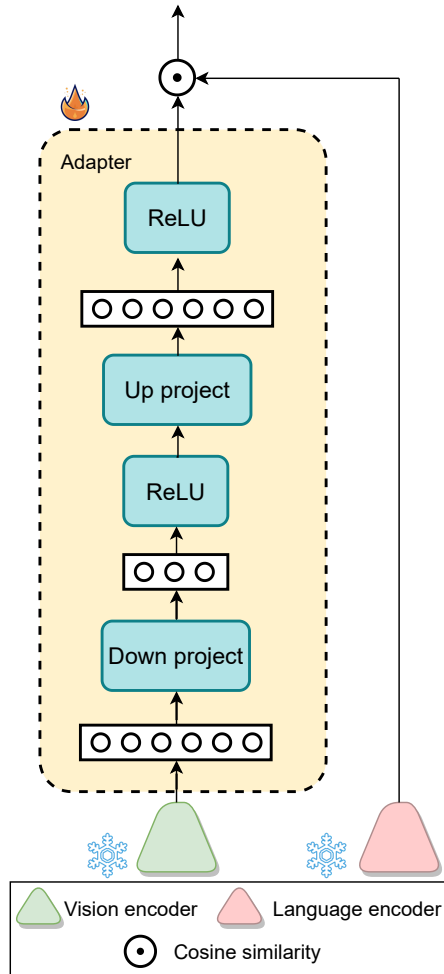 Adapter
ReLU
Up project
ReLU
Down project
Vision encoder
Language encoder
Cosine similarity